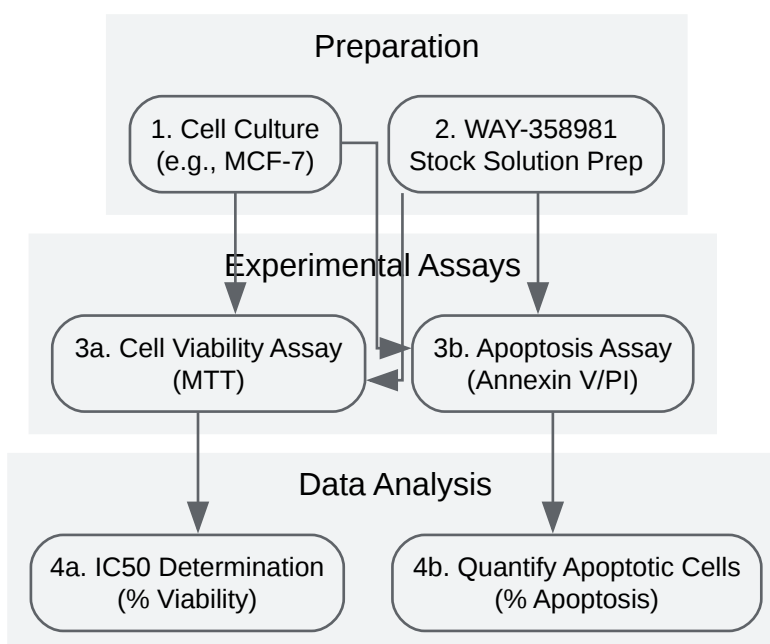 Preparation
1. Cell Culture
(e.g., MCF-7)
2. WAY-358981
Stock Solution Prep
Experimental Assays
3a. Cell Viability Assay
(MTT)
3b. Apoptosis Assay
(Annexin V/PI)
Data Analysis
4a. IC50 Determination
(% Viability)
4b. Quantify Apoptotic Cells
(% Apoptosis)